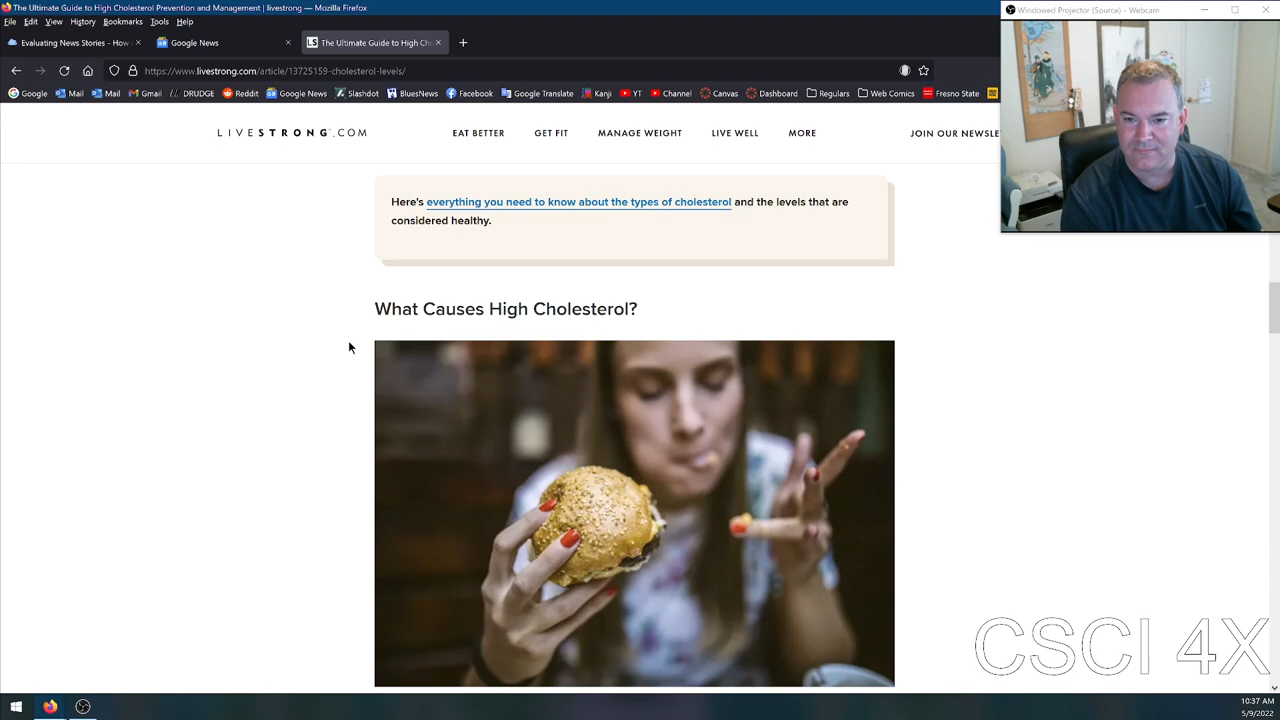 The Ultimate Guide to High Cholesterol Prevention and Management | livestrong — Mozilla Firefox
Windowed Projector (Source) - Webcam
File Edit View History Bookmarks Tools Help
Evaluating News Stories - How
Google News
The Ultimate Guide to High Ch
https://www.livestrong.com/article/13725159-cholesterol-levels/
Google Mail Mail Gmail DRUDGE Reddit Google News Slashdot BlueNews Facebook Google Translate Kanji YT Channel Canvas Dashboard Regulars Web Comics Fresno State
LIVESTRONG.COM
EAT BETTER GET FIT MANAGE WEIGHT LIVE WELL MORE JOIN OUR NEWSLE
Here's everything you need to know about the types of cholesterol and the levels that are
considered healthy.
What Causes High Cholesterol?
CSCI 4X
10:37 AM
5/9/2022